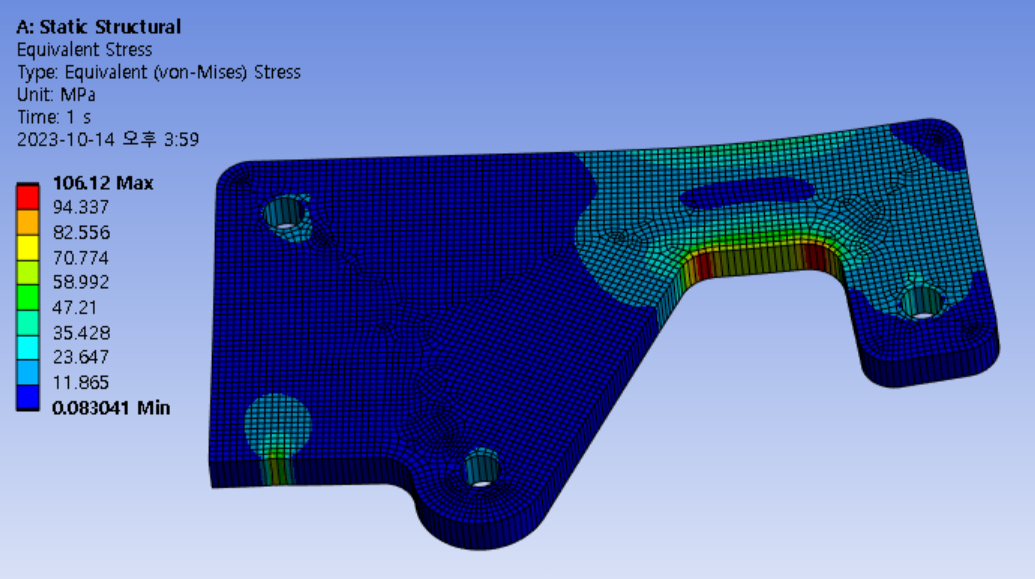 A: Static Structural
Equivalent Stress
Type: Equivalent (von-Mises) Stress
Unit: MPa
Time: 1 s
2023-10-14 오후 3:59
106.12 Max
94.337
82.556
70.774
58.992
47.21
35.428
23.647
11.865
0.083041 Min